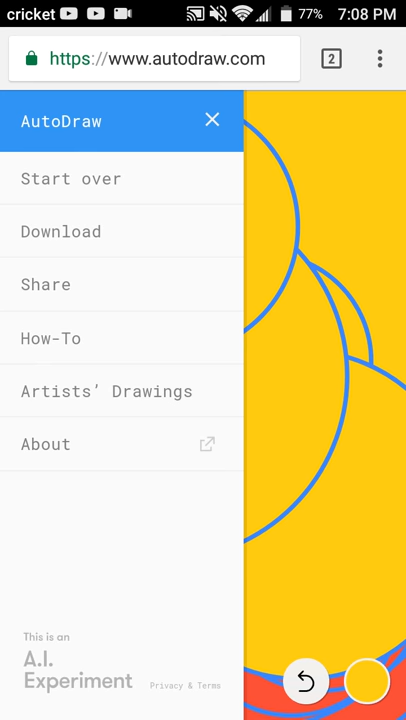 cricket 77% 7:08 PM
https://www.autodraw.com 2
AutoDraw
Start over
Download
Share
How-To
Artists’ Drawings
About
This is an
A.I.
Experiment Privacy & Terms